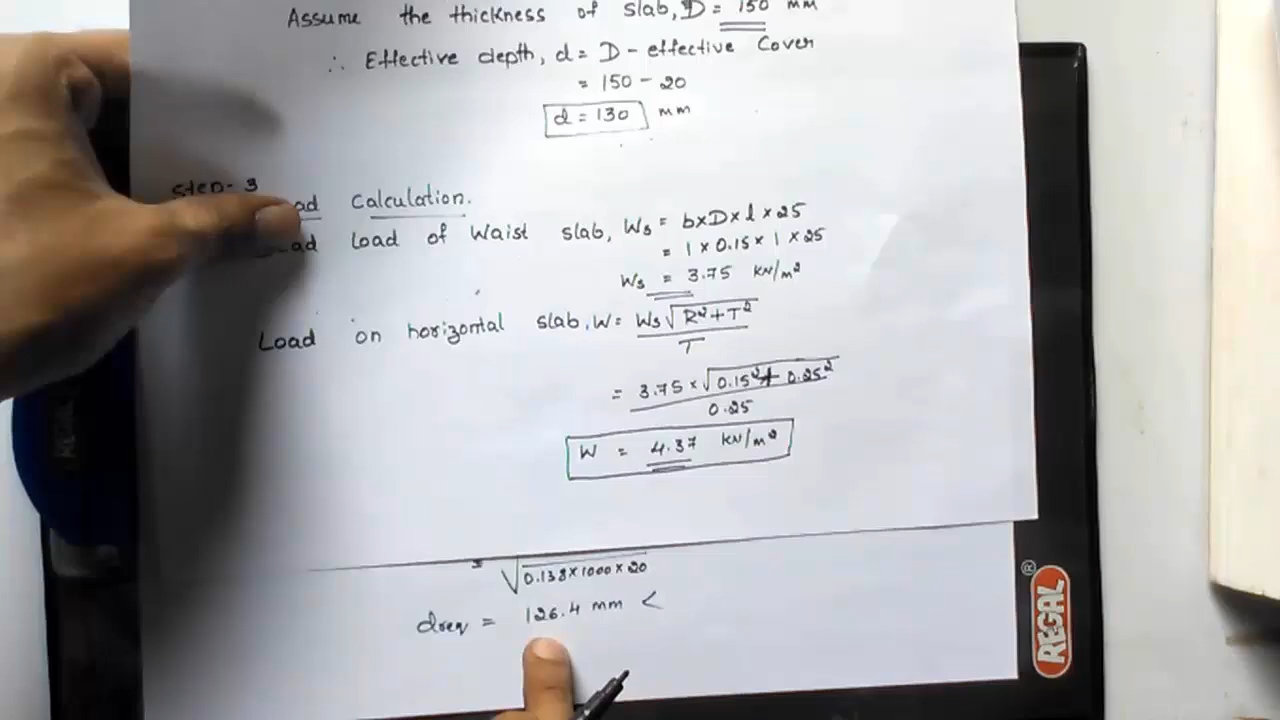 Assume the thickness of slab, D = 150 mm
∴ Effective depth, d = D - effective Cover
= 150 - 20
d = 130 mm
Step-3
Calculation.
Load of Waist slab, Ws = b×D×l×25
= 1×0.15×1×25
Ws = 3.75 KN/m²
Load on horizontal slab, W = Ws√R²+T²
T
= 3.75×√0.15²+0.25²
0.25
W = 4.37 KN/m²
√0.138×1000×20
dreq = 126.4 mm <
REGAL®